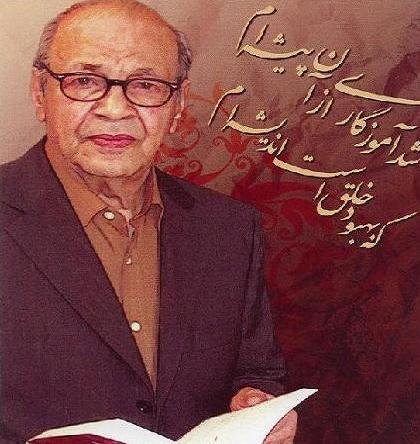 شد آموزگاری از آن پیشه ام
که بهبود خلق است اندیشه ام